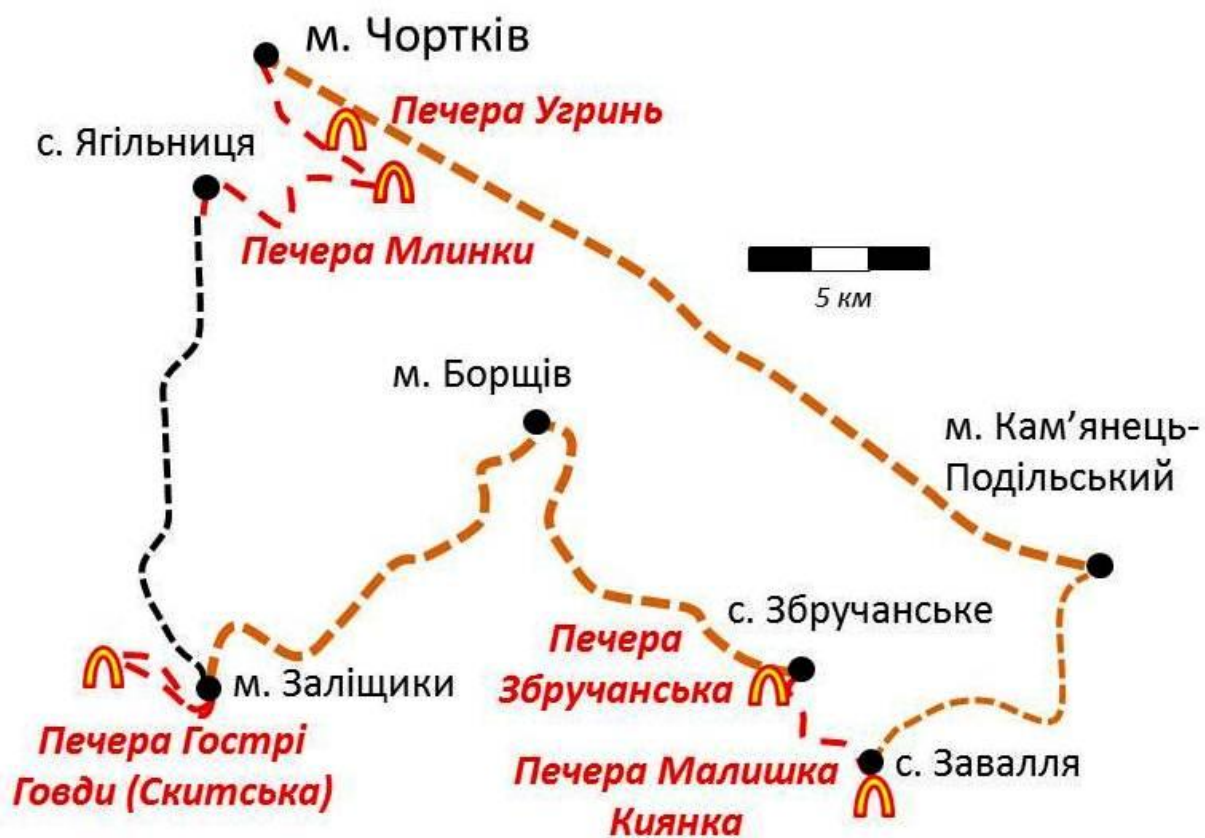 м. Чортків
Печера Угринь
с. Ягільниця
Печера Млинки
5 км
м. Борщів
м. Кам’янець-
Подільський
с. Збручанське
Печера
Збручанська
м. Заліщики
Печера Гострі
Говди (Скитська)
с. Завалля
Печера Малишка
Киянка